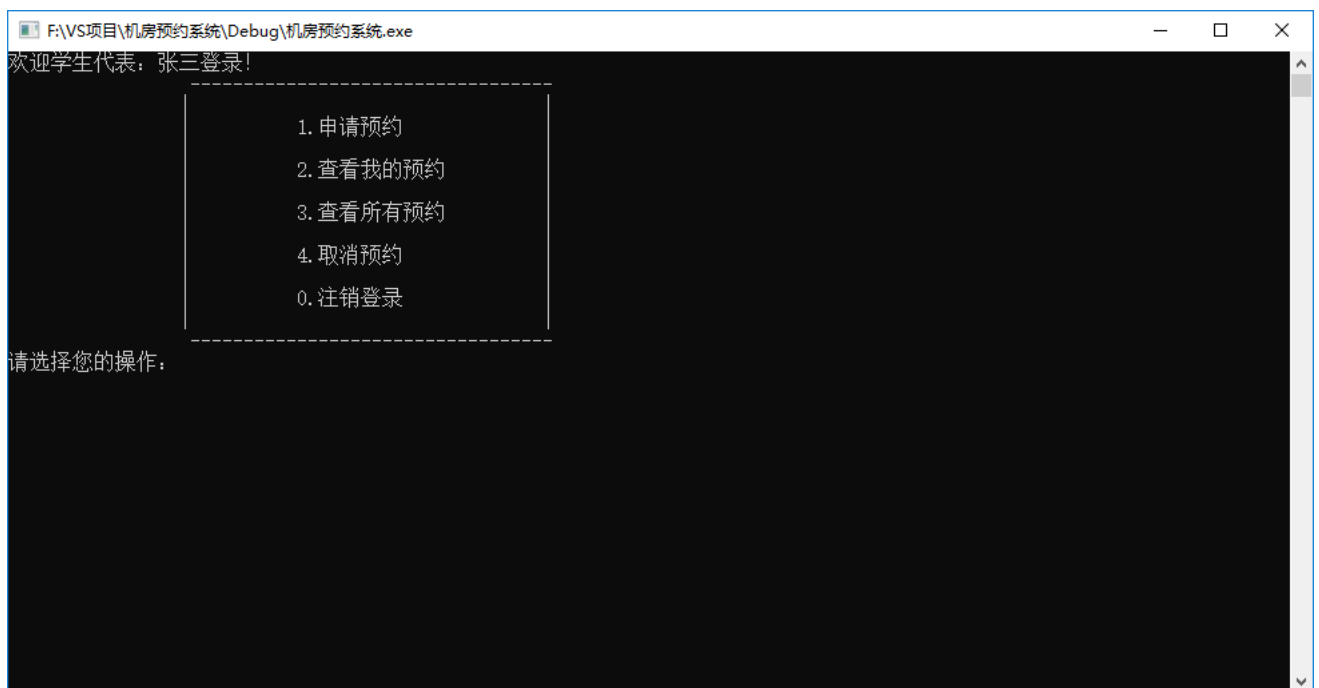 F:\VS项目\机房预约系统\Debug\机房预约系统.exe
欢迎学生代表：张三登录！
----------------------------------
1.申请预约
2.查看我的预约
3.查看所有预约
4.取消预约
0.注销登录
----------------------------------
请选择您的操作：